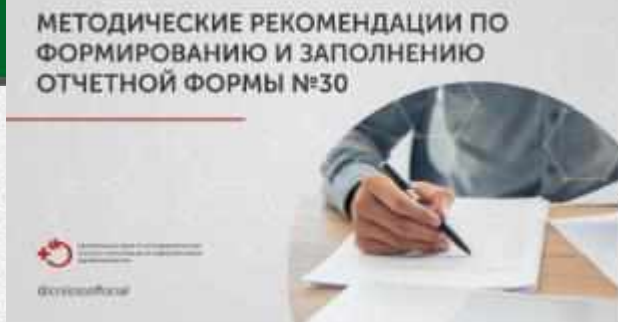 МЕТОДИЧЕСКИЕ РЕКОМЕНДАЦИИ ПО
ФОРМИРОВАНИЮ И ЗАПОЛНЕНИЮ
ОТЧЕТНОЙ ФОРМЫ №30